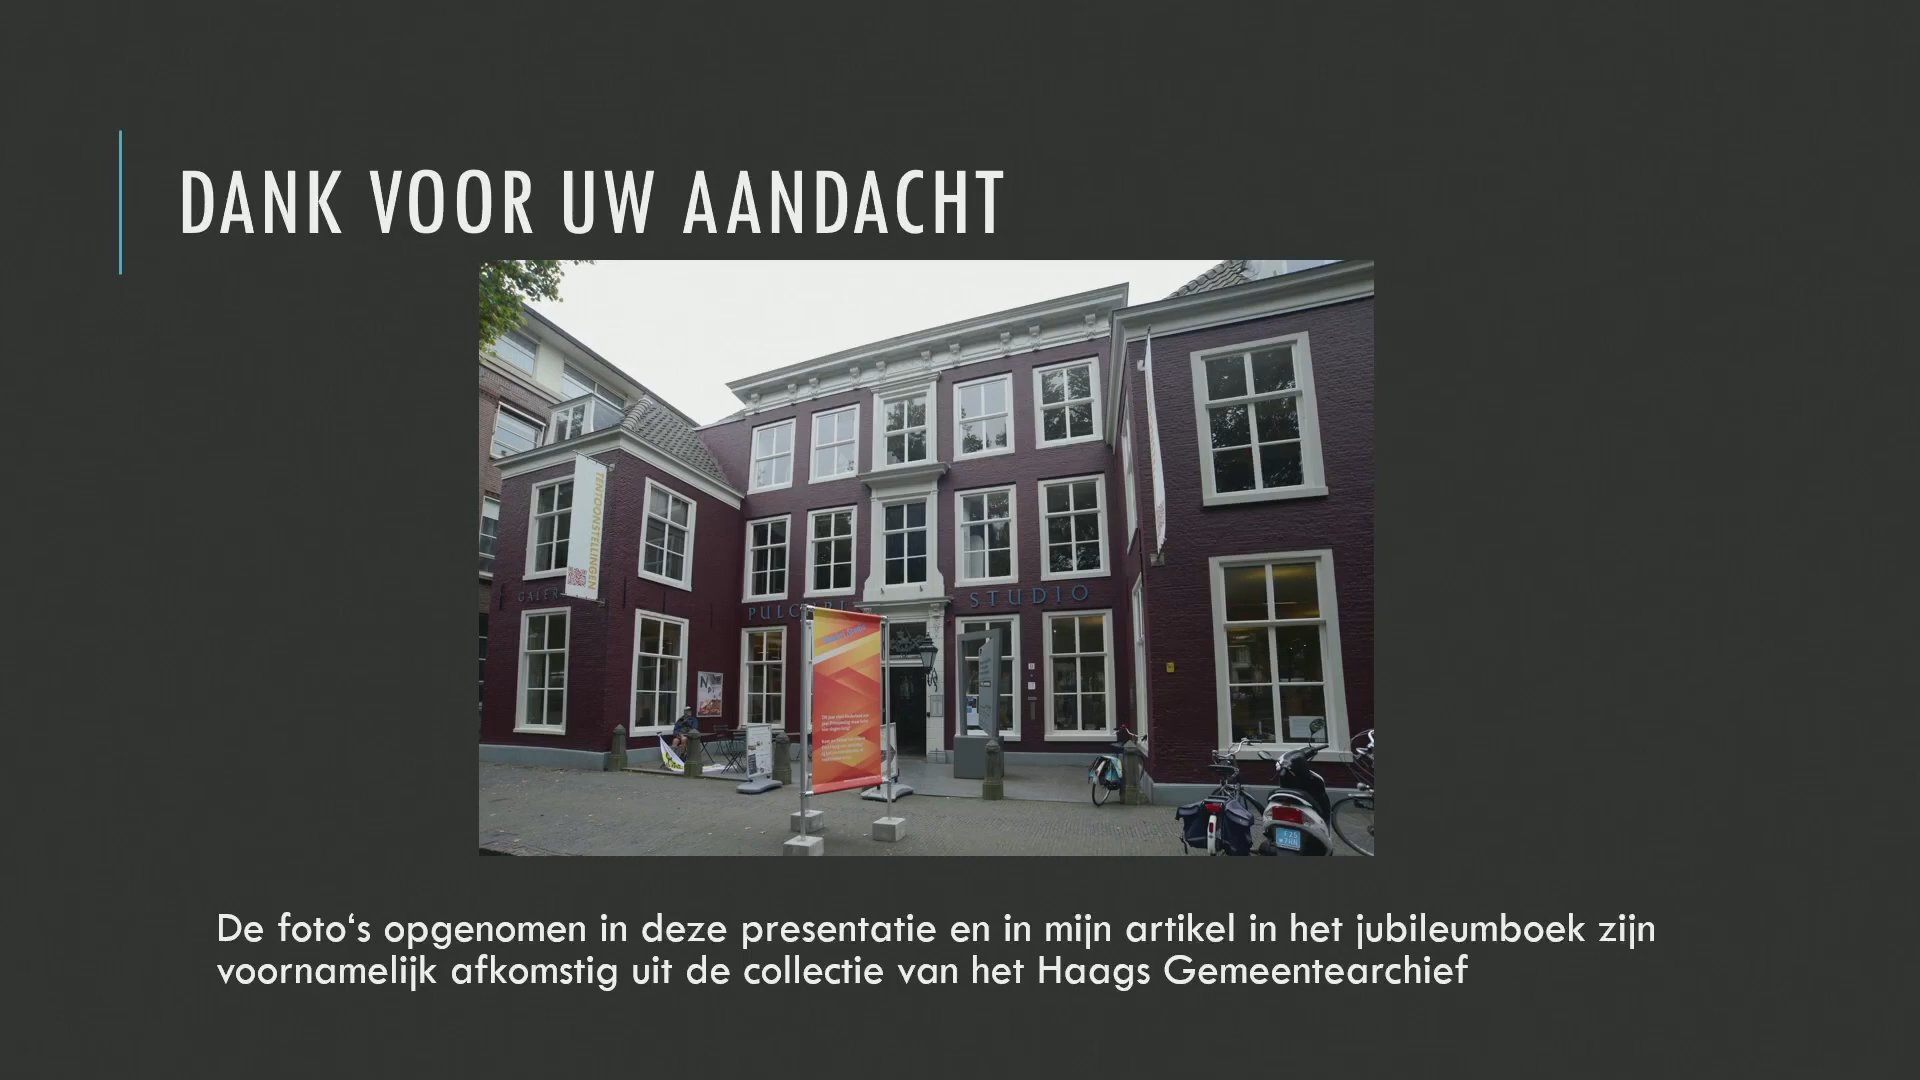 DANK VOOR UW AANDACHT
TENTOONSTELLINGEN
STUDIO
De foto‘s opgenomen in deze presentatie en in mijn artikel in het jubileumboek zijn
voornamelijk afkomstig uit de collectie van het Haags Gemeentearchief